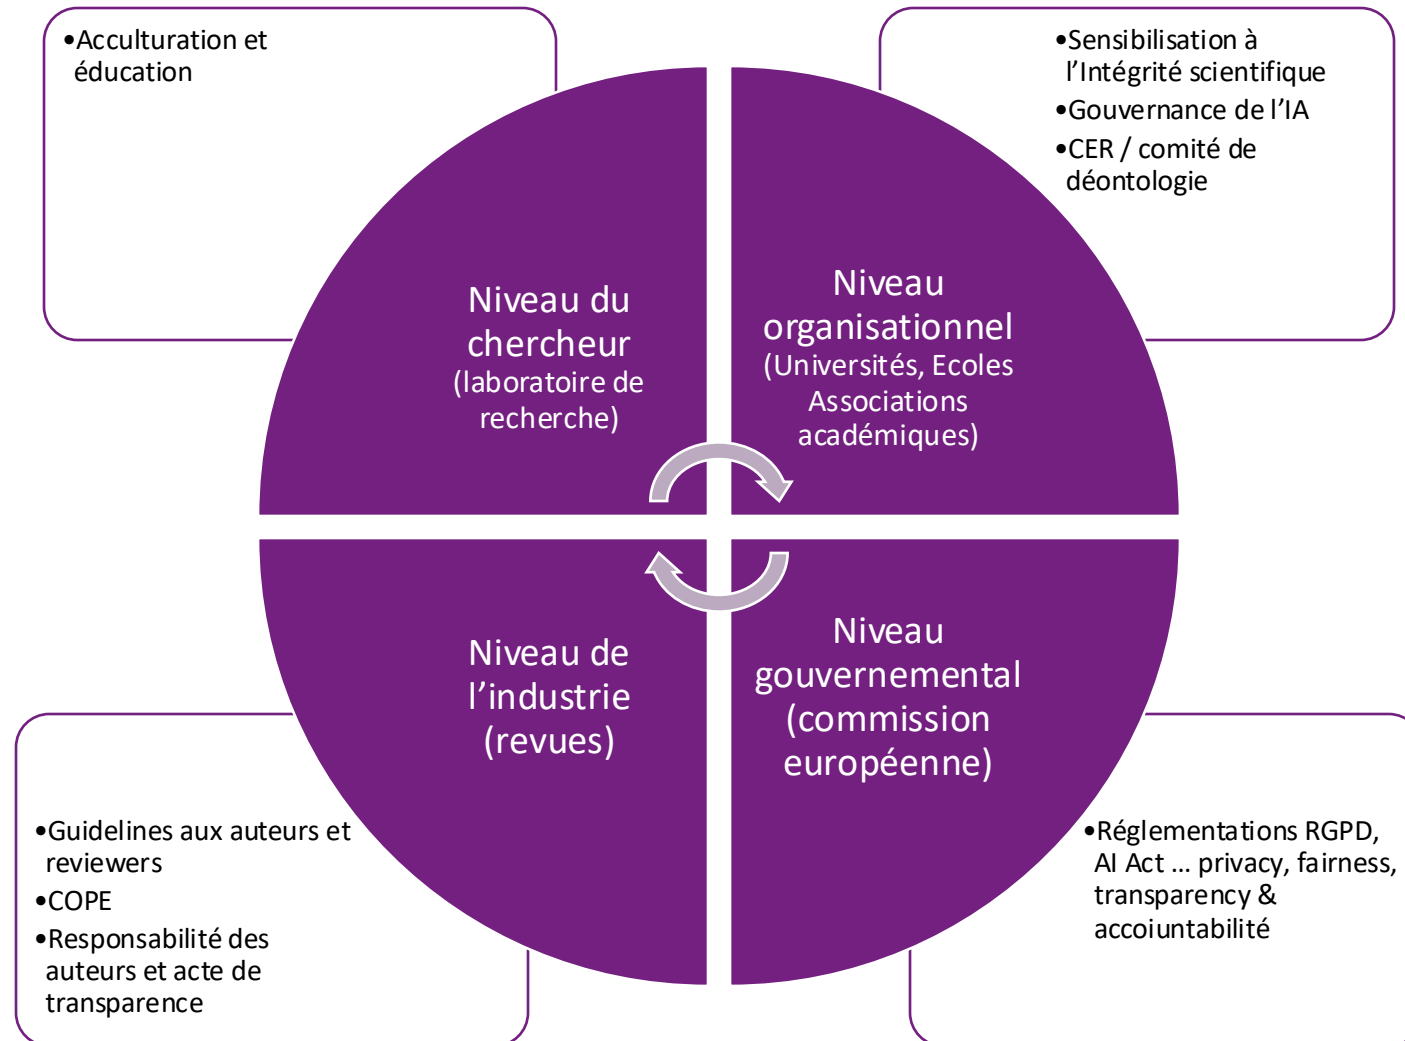 •Acculturation et
éducation
•Sensibilisation à
l’Intégrité scientifique
•Gouvernance de l’IA
•CER / comité de
déontologie
Niveau du
chercheur
(laboratoire de
recherche)
Niveau
organisationnel
(Universités, Ecoles
Associations
académiques)
Niveau de
l’industrie
(revues)
Niveau
gouvernemental
(commission
européenne)
•Guidelines aux auteurs et
reviewers
•COPE
•Responsabilité des
auteurs et acte de
transparence
•Réglementations RGPD,
AI Act ... privacy, fairness,
transparency &
accoiuntabilité